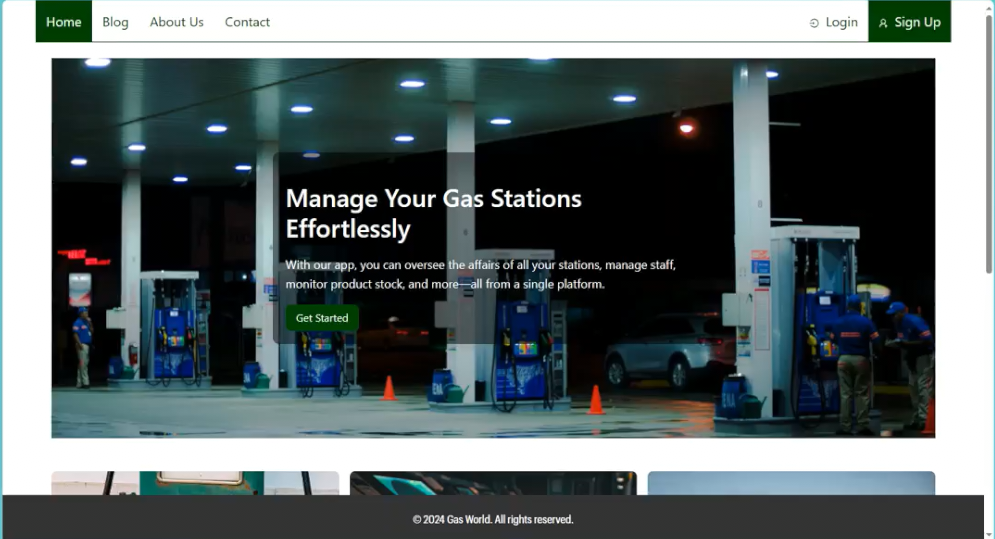 Home Blog About Us Contact Login Sign Up
Manage Your Gas Stations
Effortlessly
With our app, you can oversee the affairs of all your stations, manage staff,
monitor product stock, and more—all from a single platform.
Get Started
© 2024 Gas World. All rights reserved.